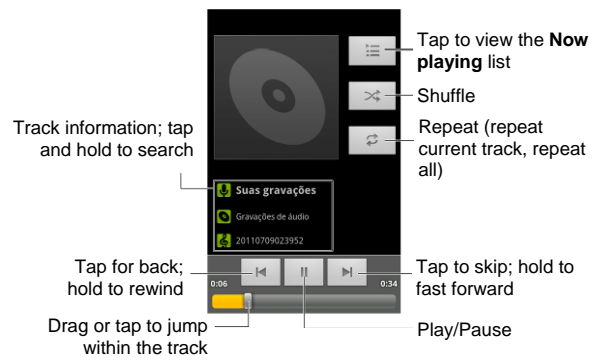 Tap to view the Now
playing list
Shuffle
Repeat (repeat
current track, repeat
all)
Track information; tap
and hold to search
Suas gravações
Gravações de áudio
20110709023952
Tap for back;
hold to rewind
0:06
0:34
Tap to skip; hold to
fast forward
Drag or tap to jump
within the track
Play/Pause